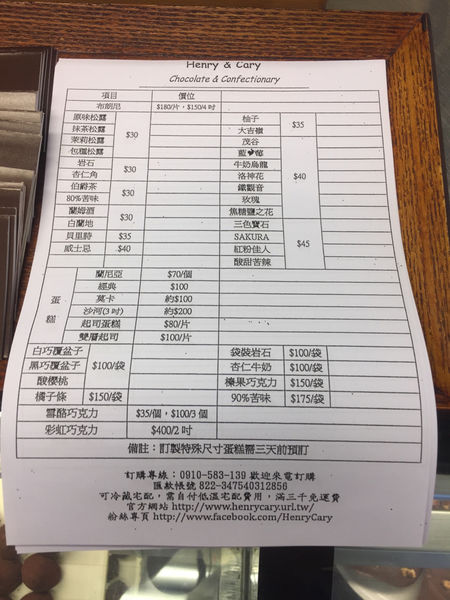 Henry & Cary
Chocolate & Confectionary
項目 價位
布朗尼 $180/片，$150/4吋
原味松露 $30 柚子 $35
抹茶松露 大吉嶺
茉莉松露 茂谷 $40
包種松露 藍♥莓
岩石 $30 牛奶烏龍
杏仁角 洛神花
伯爵茶 $30 鐵觀音
80%苦味 玫瑰
蘭姆酒 $30 焦糖鹽之花 $45
白蘭地 三色寶石
貝里詩 $35 SAKURA
威士忌 $40 紅粉佳人
酸甜苦辣
蛋糕 蘭尼亞 $70/個
經典 $100
莫卡 約$100
沙河(3吋) 約$200
起司蛋糕 $80/片
雙層起司 $100/片
白巧覆盆子 $100/袋 袋裝岩石 $100/袋
黑巧覆盆子 杏仁牛奶 $100/袋
酸櫻桃 榛果巧克力 $150/袋
橘子條 $150/袋 90%苦味 $175/袋
雪酪巧克力 $35/個，$100/3個
彩虹巧克力 $400/2吋
備註：訂製特殊尺寸蛋糕需三天前預訂
訂購專線：0910-583-139 歡迎來電訂購
匯款帳號 822-347540312856
可冷藏宅配，需自付低溫宅配費用，滿三千免運費
官方網站 http://www.henrycary.url.tw/
粉絲專頁 http://www.facebook.com/HenryCary